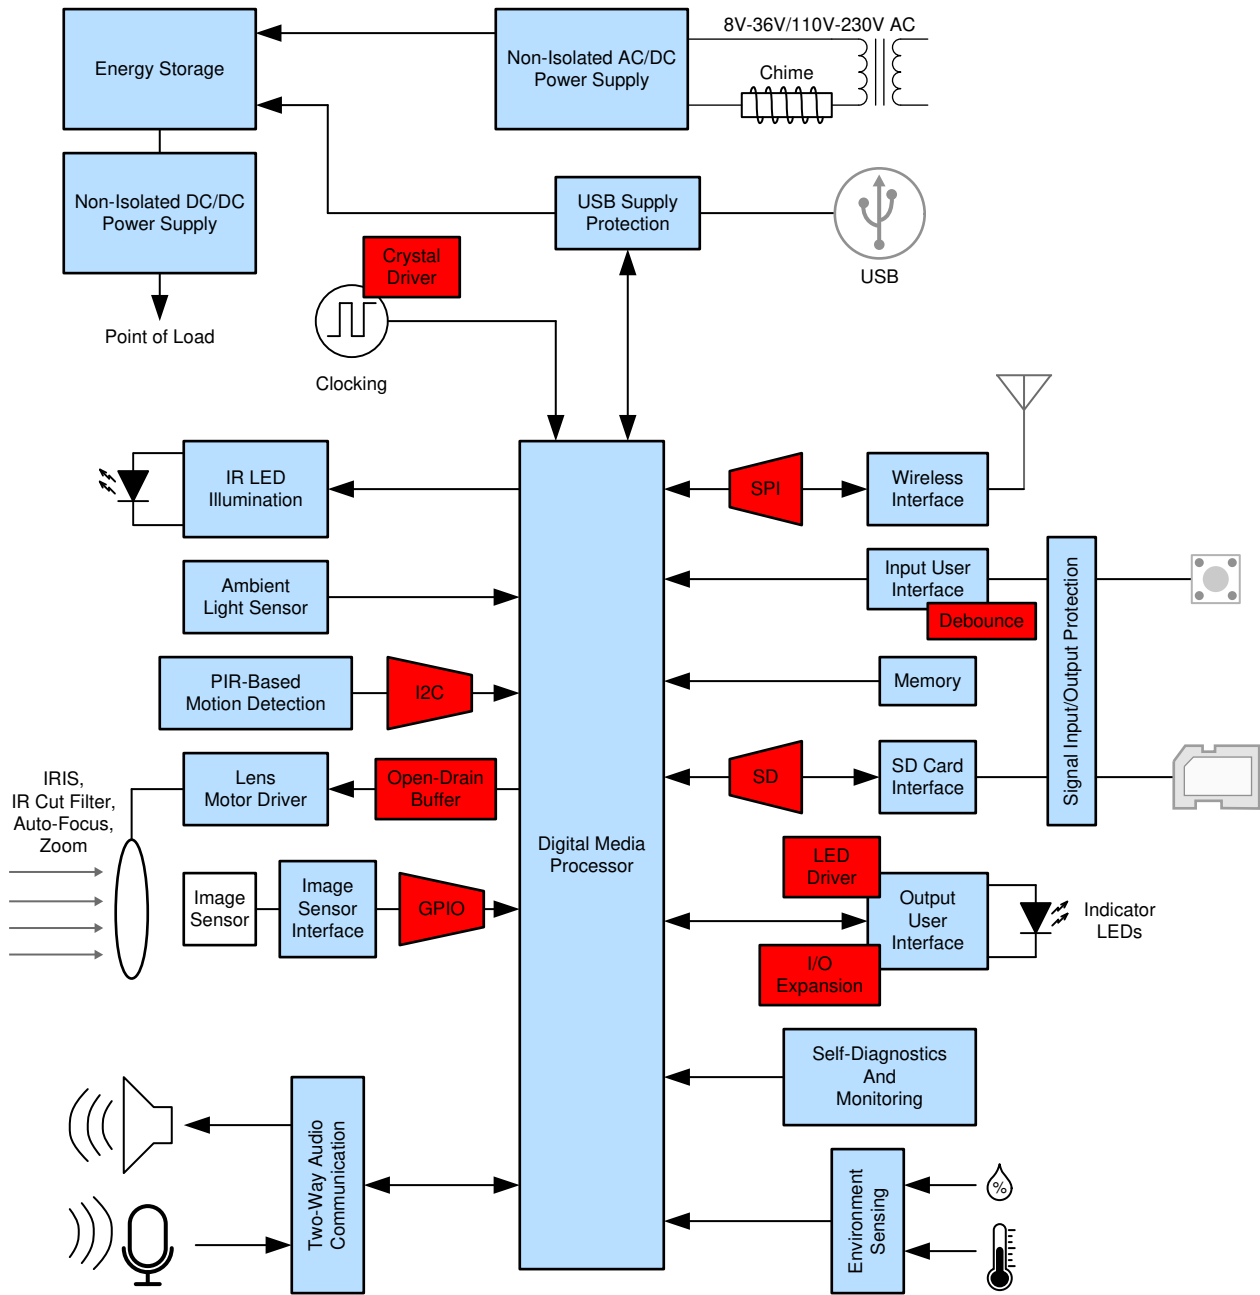 8V-36V/110V-230V AC
Energy Storage
Non-Isolated AC/DC
Power Supply
Chime
Non-Isolated DC/DC
Power Supply
USB Supply
Protection
USB
Crystal
Driver
Point of Load
Clocking
IR LED
Illumination
SPI
Wireless
Interface
Ambient
Light Sensor
Input User
Interface
Debounce
Signal Input/Output Protection
PIR-Based
Motion Detection
I2C
Memory
IRIS,
IR Cut Filter,
Auto-Focus,
Zoom
Lens
Motor Driver
Open-Drain
Buffer
SD
SD Card
Interface
Digital Media
Processor
LED
Driver
Image
Sensor
Image
Sensor
Interface
GPIO
Output
User
Interface
Indicator
LEDs
I/O
Expansion
Self-Diagnostics
And
Monitoring
Two-Way Audio
Communication
Environment
Sensing
%